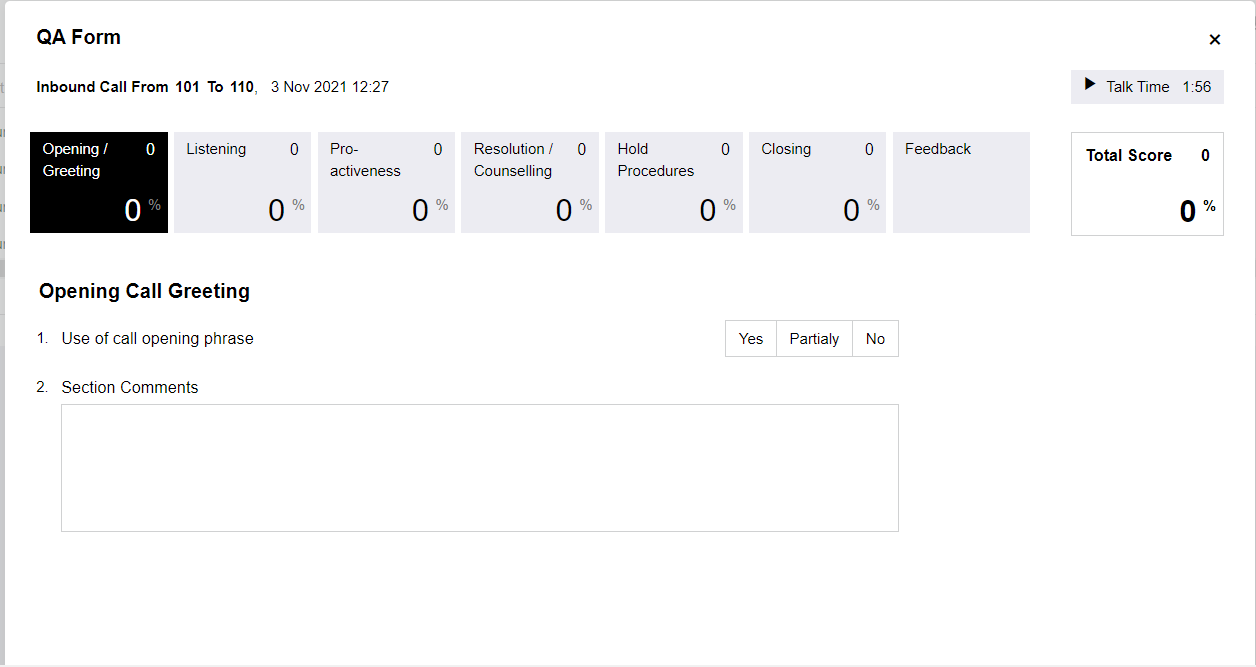 QA Form
×
Inbound Call From 101 To 110, 3 Nov 2021 12:27
Talk Time 1:56
Opening / 0
Greeting
0 %
Listening 0
0 %
Pro- 0
activeness
0 %
Resolution / 0
Counselling
0 %
Hold 0
Procedures
0 %
Closing 0
0 %
Feedback
Total Score 0
0 %
Opening Call Greeting
1. Use of call opening phrase
Yes Partialy No
2. Section Comments